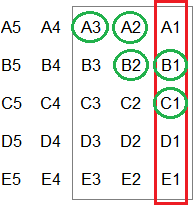 A5 A4 A3 A2 A1
B5 B4 B3 B2 B1
C5 C4 C3 C2 C1
D5 D4 D3 D2 D1
E5 E4 E3 E2 E1